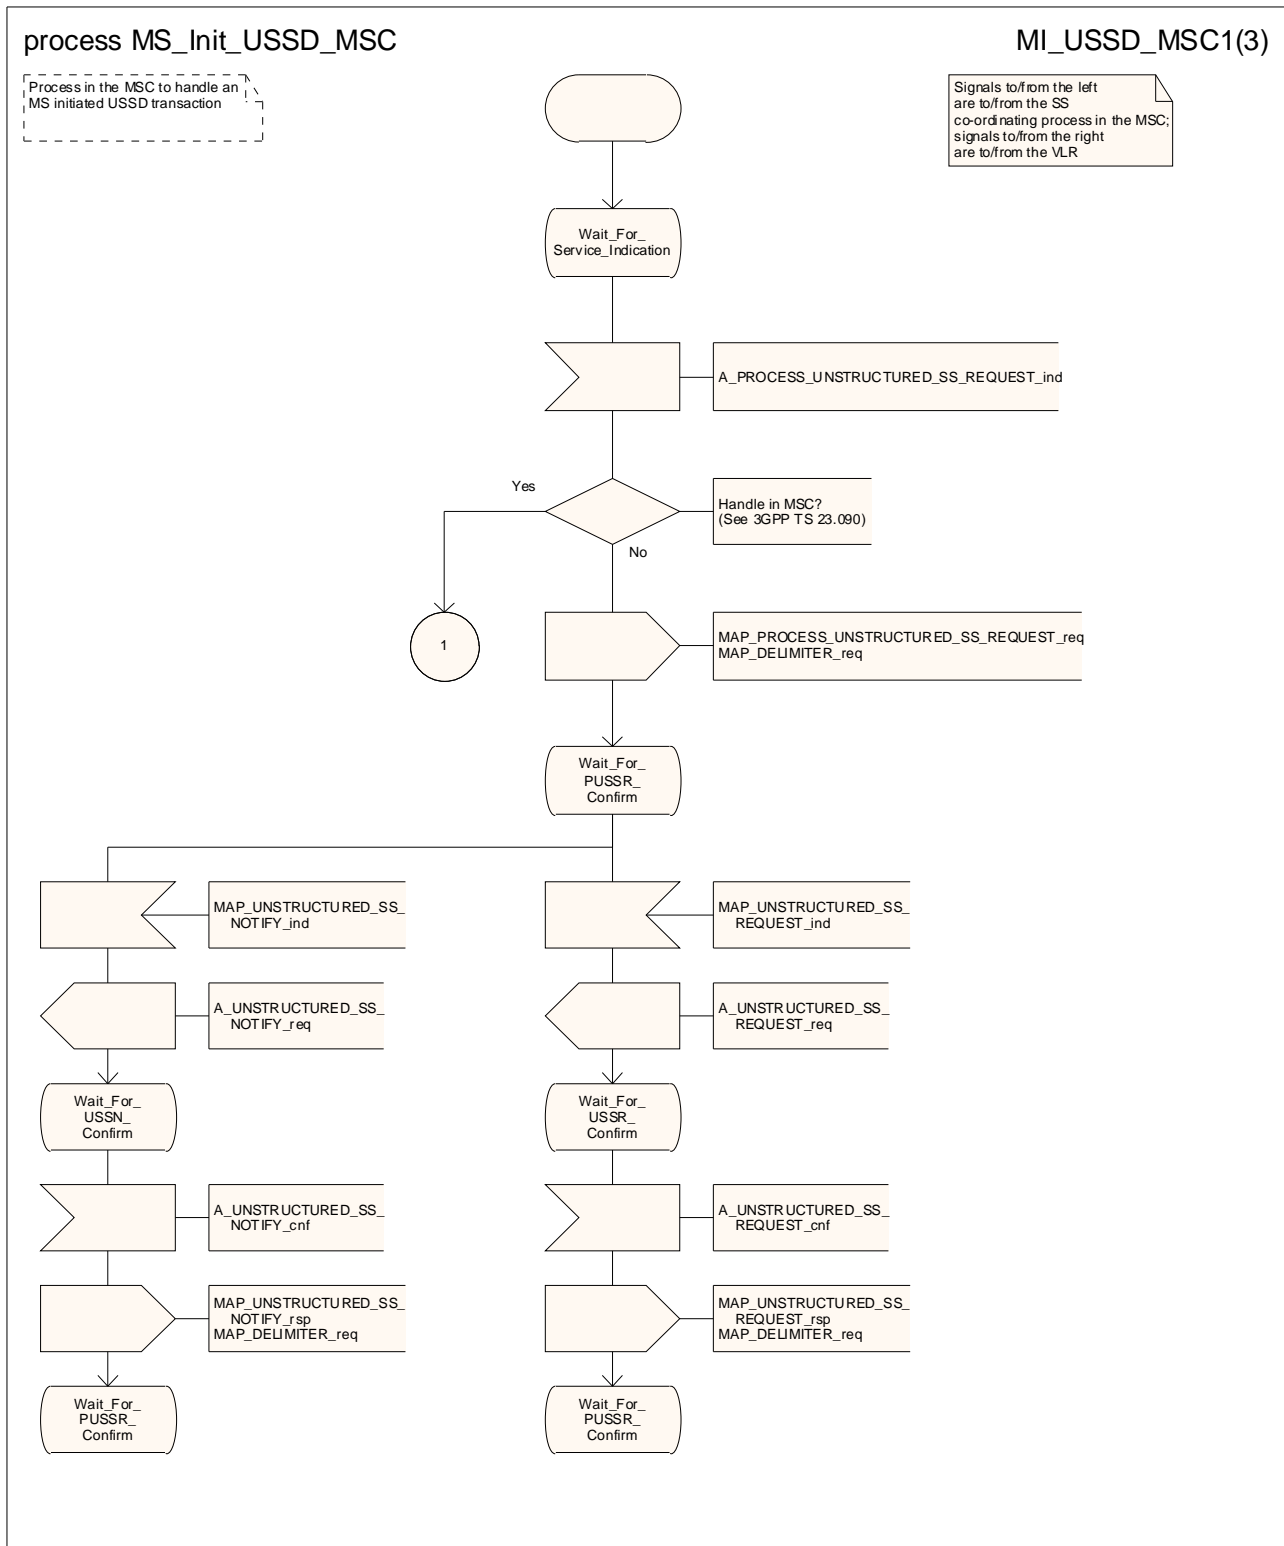 process MS_Init_USSD_MSC
MI_USSD_MSC1(3)
Process in the MSC to handle an
MS initiated USSD transaction
Signals to/from the left
are to/from the SS
co-ordinating process in the MSC;
signals to/from the right
are to/from the VLR
Wait_For_
Service_Indication
A_PROCESS_UNSTRUCTURED_SS_REQUEST_ind
Yes
Handle in MSC?
(See 3GPP TS 23.090)
No
1
MAP_PROCESS_UNSTRUCTURED_SS_REQUEST_req
MAP_DELIMITER_req
Wait_For_
PUSSR_
Confirm
MAP_UNSTRUCTURED_SS_
NOTIFY_ind
MAP_UNSTRUCTURED_SS_
REQUEST_ind
A_UNSTRUCTURED_SS_
NOTIFY_req
A_UNSTRUCTURED_SS_
REQUEST_req
Wait_For_
USSN_
Confirm
Wait_For_
USSR_
Confirm
A_UNSTRUCTURED_SS_
NOTIFY_cnf
A_UNSTRUCTURED_SS_
REQUEST_cnf
MAP_UNSTRUCTURED_SS_
NOTIFY_rsp
MAP_DELIMITER_req
MAP_UNSTRUCTURED_SS_
REQUEST_rsp
MAP_DELIMITER_req
Wait_For_
PUSSR_
Confirm
Wait_For_
PUSSR_
Confirm